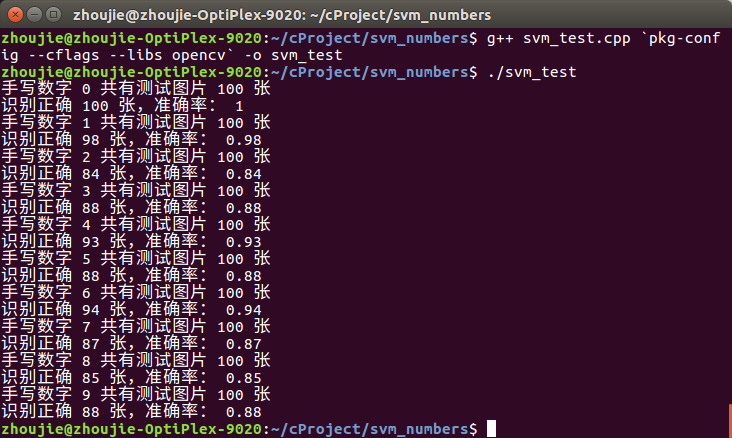 zhoujie@zhoujie-OptiPlex-9020: ~/cProject/svm_numbers
zhoujie@zhoujie-OptiPlex-9020:~/cProject/svm_numbers$ g++ svm_test.cpp `pkg-conf
ig --cflags --libs opencv` -o svm_test
zhoujie@zhoujie-OptiPlex-9020:~/cProject/svm_numbers$ ./svm_test
手写数字 0 共有测试图片 100 张
识别正确 100 张，准确率： 1
手写数字 1 共有测试图片 100 张
识别正确 98 张，准确率： 0.98
手写数字 2 共有测试图片 100 张
识别正确 84 张，准确率： 0.84
手写数字 3 共有测试图片 100 张
识别正确 88 张，准确率： 0.88
手写数字 4 共有测试图片 100 张
识别正确 93 张，准确率： 0.93
手写数字 5 共有测试图片 100 张
识别正确 88 张，准确率： 0.88
手写数字 6 共有测试图片 100 张
识别正确 94 张，准确率： 0.94
手写数字 7 共有测试图片 100 张
识别正确 87 张，准确率： 0.87
手写数字 8 共有测试图片 100 张
识别正确 85 张，准确率： 0.85
手写数字 9 共有测试图片 100 张
识别正确 88 张，准确率： 0.88
zhoujie@zhoujie-OptiPlex-9020:~/cProject/svm_numbers$